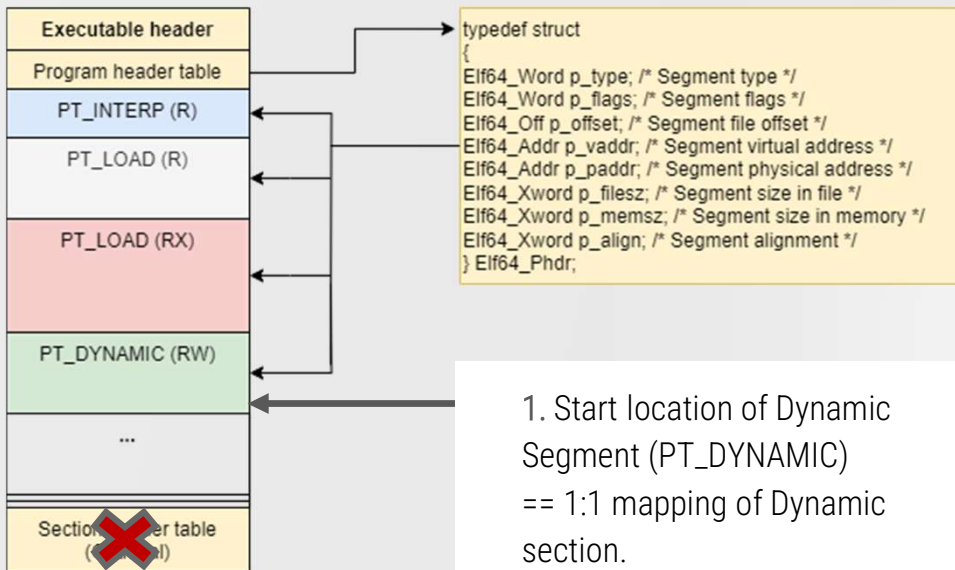 Executable header
Program header table
PT_INTERP (R)
PT_LOAD (R)
PT_LOAD (RX)
PT_DYNAMIC (RW)
...
table
typedef struct
{
Elf64_Word p_type; /* Segment type */
Elf64_Word p_flags; /* Segment flags */
Elf64_Off p_offset; /* Segment file offset */
Elf64_Addr p_vaddr; /* Segment virtual address */
Elf64_Addr p_paddr; /* Segment physical address */
Elf64_Xword p_filesz; /* Segment size in file */
Elf64_Xword p_memsz; /* Segment size in memory */
Elf64_Xword p_align; /* Segment alignment */
} Elf64_Phdr;
1. Start location of Dynamic
Segment (PT_DYNAMIC)
== 1:1 mapping of Dynamic
section.